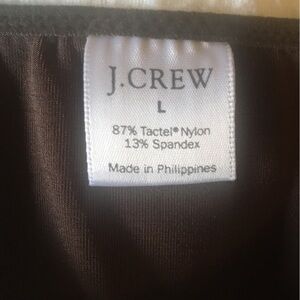 J.CREW
L
87% Tactel® Nylon
13% Spandex
Made in Philippines